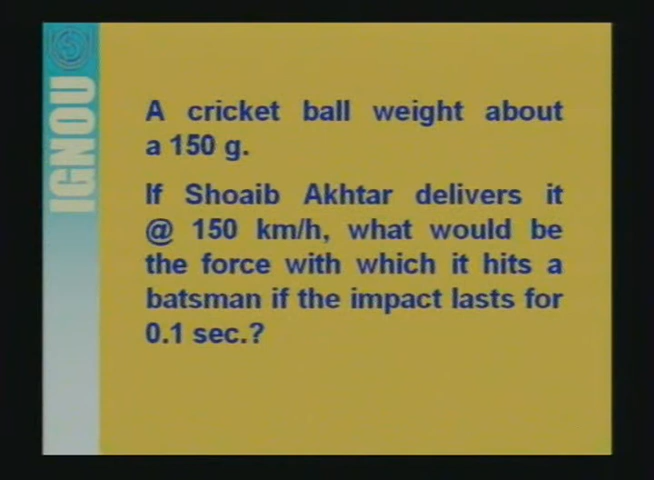 IGNOU
A cricket ball weight about
a 150 g.
If Shoaib Akhtar delivers it
@ 150 km/h, what would be
the force with which it hits a
batsman if the impact lasts for
0.1 sec.?